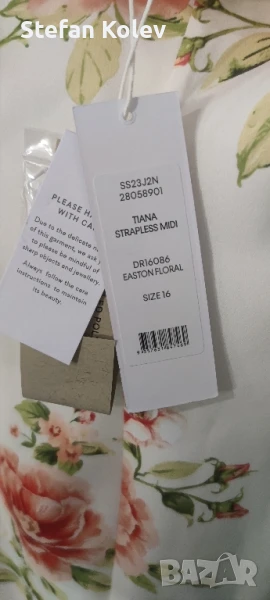 Stefan Kolev
SS23J2N
28058901
TIANA
STRAPLESS MIDI
DR16086
EASTON FLORAL
SIZE 16
PLEASE HA
WITH CA
Due to the delicate n
of this garment, we ask
to please be mindful of
sharp objects and jewellery.
Always follow the care
instructions to maintain
its beauty.
BAZAR